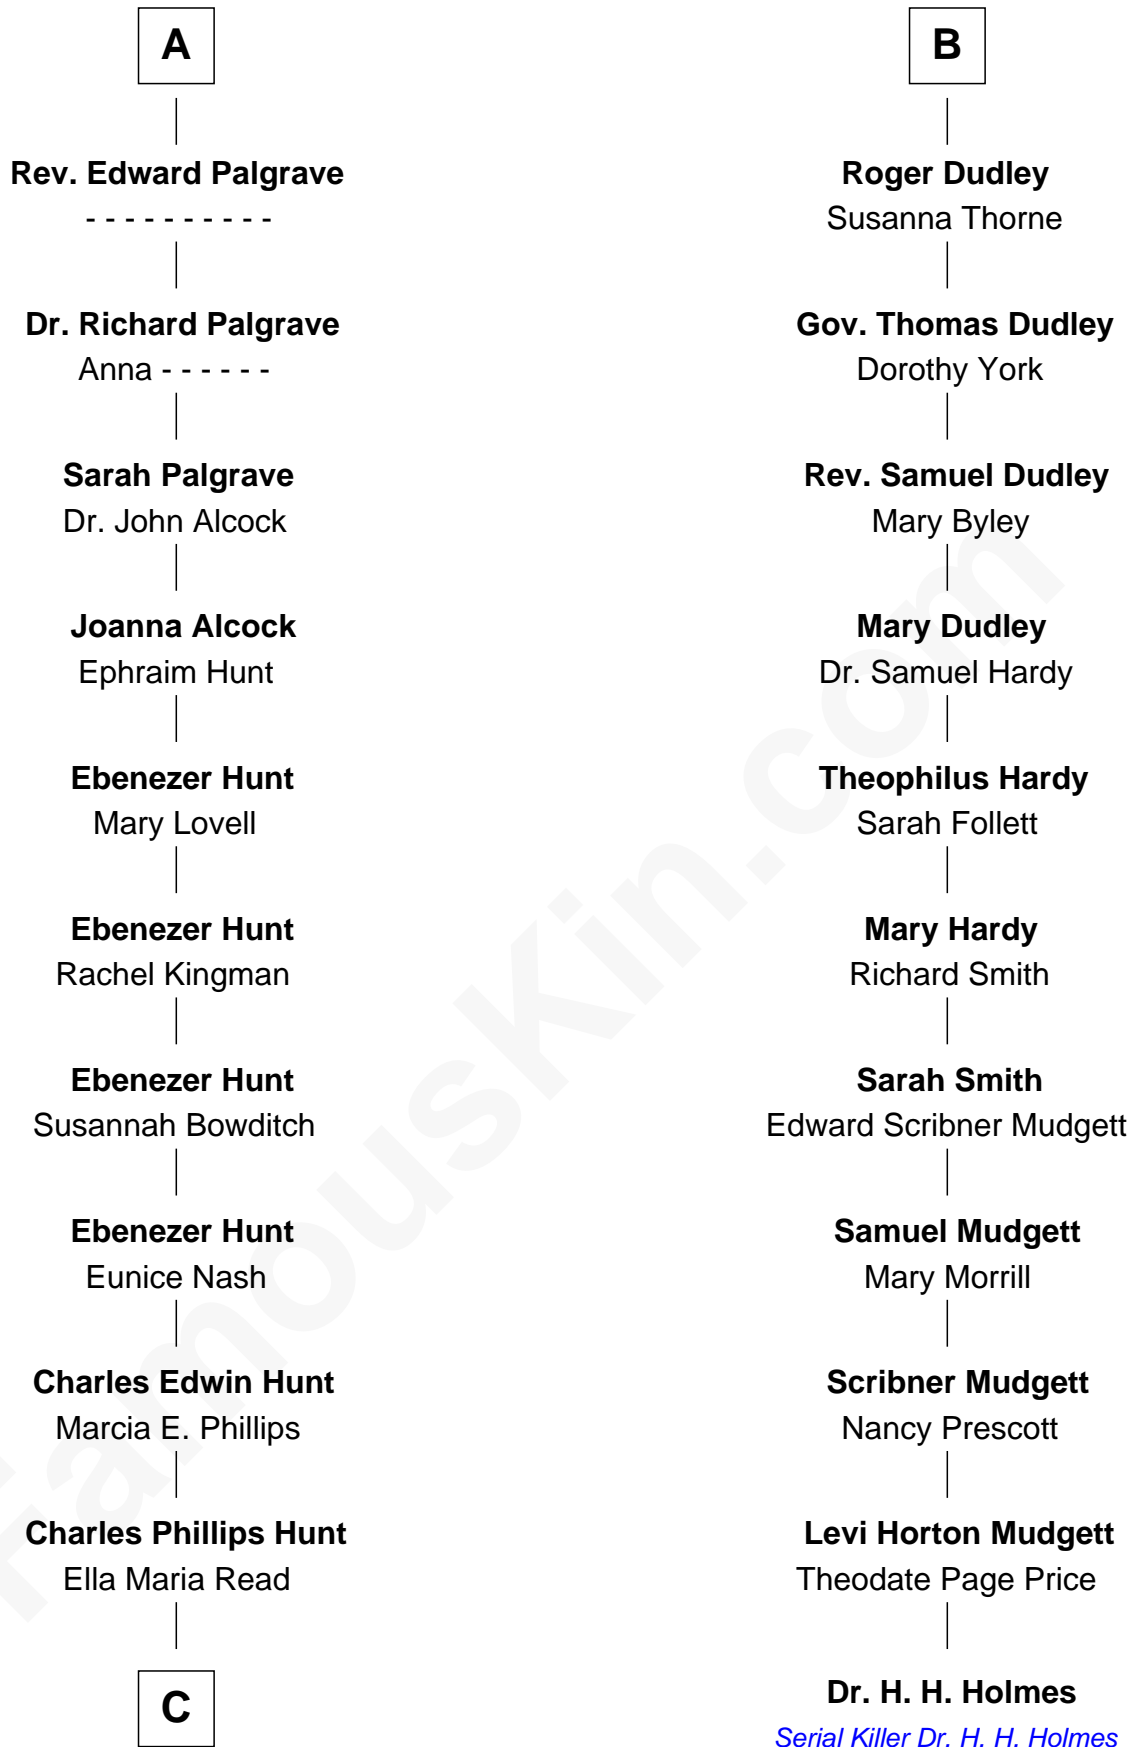 A
Rev. Edward Palgrave
- - - - - - - - - -
Dr. Richard Palgrave
Anna - - - - - -
Sarah Palgrave
Dr. John Alcock
Joanna Alcock
Ephraim Hunt
Ebenezer Hunt
Mary Lovell
Ebenezer Hunt
Rachel Kingman
Ebenezer Hunt
Susannah Bowditch
Ebenezer Hunt
Eunice Nash
Charles Edwin Hunt
Marcia E. Phillips
Charles Phillips Hunt
Ella Maria Read
C
B
Roger Dudley
Susanna Thorne
Gov. Thomas Dudley
Dorothy York
Rev. Samuel Dudley
Mary Byley
Mary Dudley
Dr. Samuel Hardy
Theophilus Hardy
Sarah Follett
Mary Hardy
Richard Smith
Sarah Smith
Edward Scribner Mudgett
Samuel Mudgett
Mary Morrill
Scribner Mudgett
Nancy Prescott
Levi Horton Mudgett
Theodate Page Price
Dr. H. H. Holmes
Serial Killer Dr. H. H. Holmes
FamousKin.com